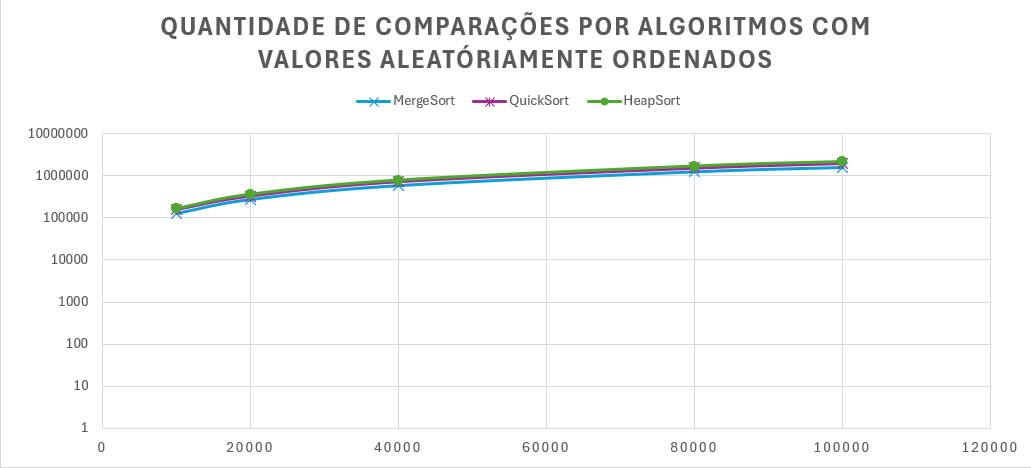 QUANTIDADE DE COMPARAÇÕES POR ALGORITMOS COM
VALORES ALEATÓRIAMENTE ORDENADOS
MergeSort QuickSort HeapSort
10000000
1000000
100000
10000
1000
100
10
1
0 20000 40000 60000 80000 100000 120000